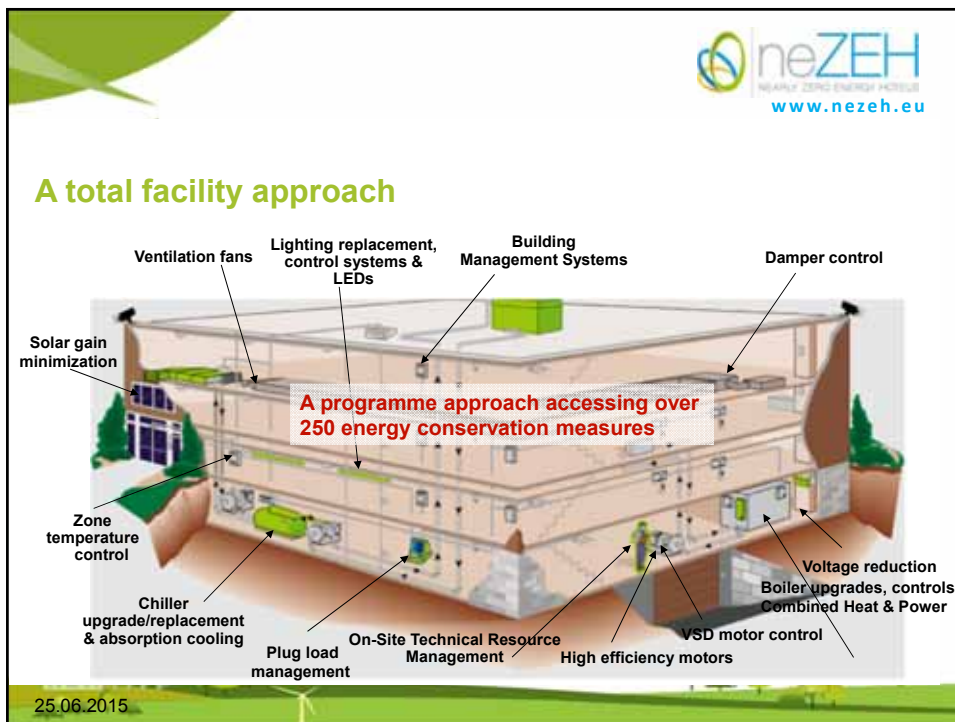 neZEH
NEARLY ZERO ENERGY HOTELS
www.nezeh.eu
A total facility approach
Ventilation fans
Lighting replacement,
control systems &
LEDs
Building
Management Systems
Damper control
Solar gain
minimization
A programme approach accessing over
250 energy conservation measures
Zone
temperature
control
Chiller
upgrade/replacement
& absorption cooling
Plug load
management
On-Site Technical Resource
Management
High efficiency motors
VSD motor control
Voltage reduction
Boiler upgrades, controls
Combined Heat & Power
25.06.2015